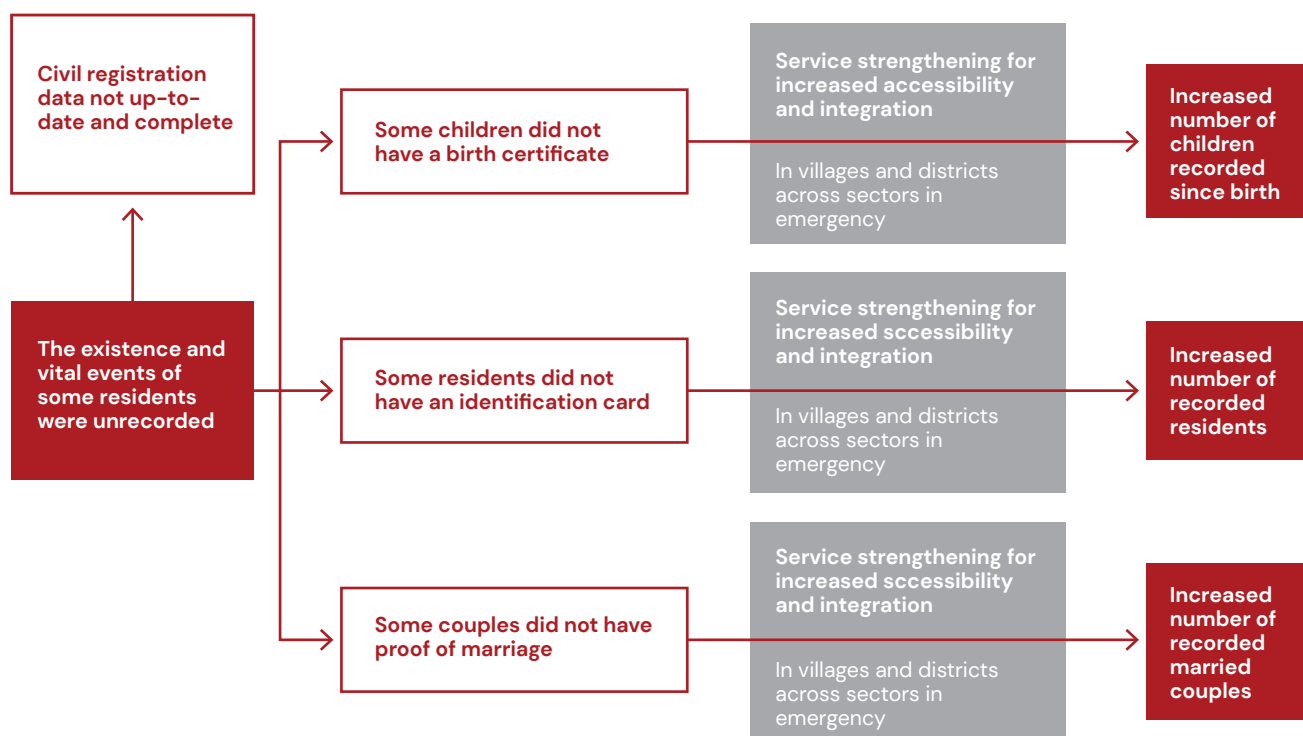 Civil registration
data not up-to-
date and complete
The existence and
vital events of
some residents
were unrecorded
Some children did not
have a birth certificate
Service strengthening for
increased accessibility
and integration
In villages and districts
across sectors in
emergency
Increased
number of
children
recorded
since birth
Some residents did not
have an identification card
Service strengthening for
increased sccessibility
and integration
In villages and districts
across sectors in
emergency
Increased
number of
recorded
residents
Some couples did not have
proof of marriage
Service strengthening for
increased sccessibility
and integration
In villages and districts
across sectors in
emergency
Increased
number of
recorded
married
couples